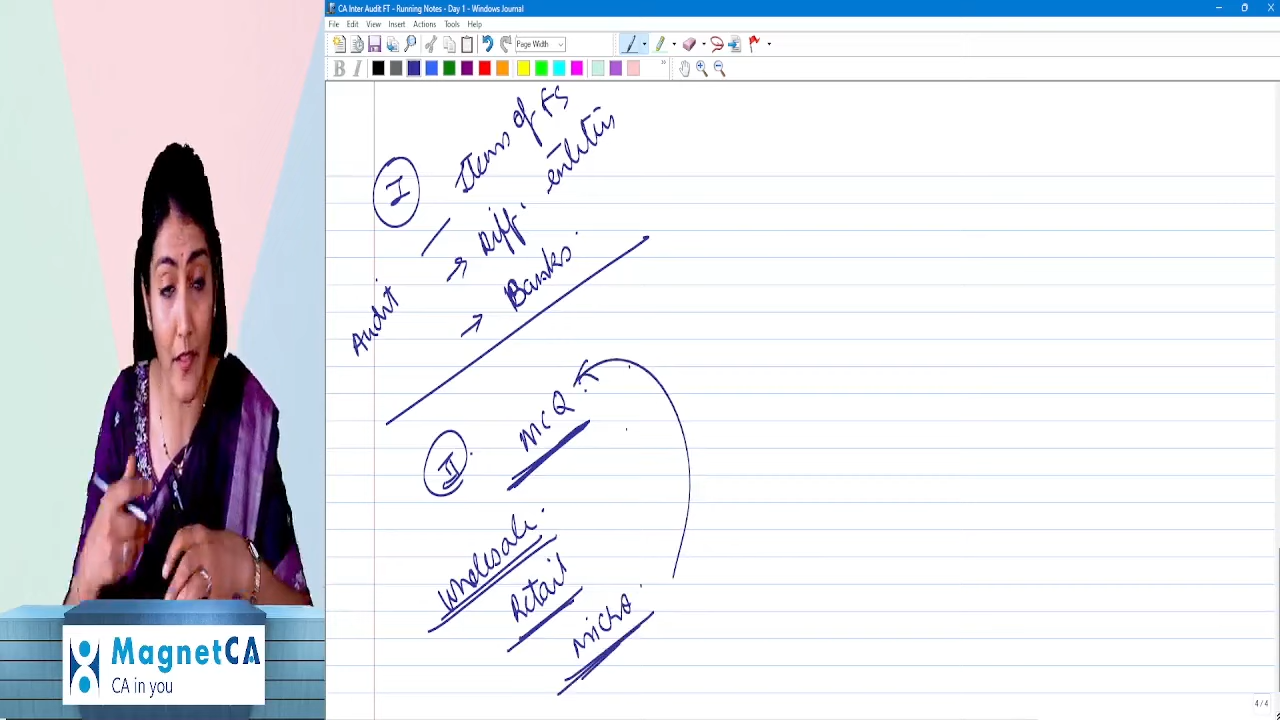 CA Inter Audit FT - Running Notes - Day 1 - Windows Journal
File Edit View Insert Actions Tools Help
Page Width
B I
I
Items of FS
Audit
→ Diff. entities
→ Banks.
II
MCQ
Wholesale.
Retail
micro.
MagnetCA
CA in you
4 / 4